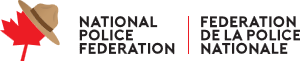 NATIONAL
POLICE
FEDERATION
FEDERATION
DE LA POLICE
NATIONALE